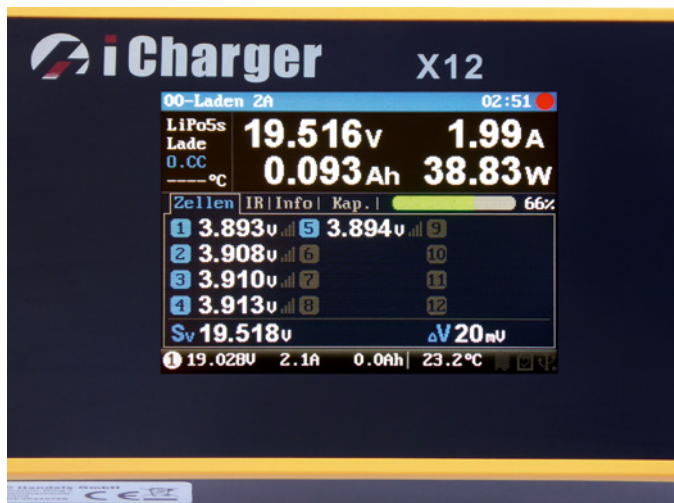 iCharger X12
00-Laden 2A 02:51
LiPo5s 19.516V 1.99A
Lade
0.CC 0.093Ah 38.83W
----°C
Zellen IR|Info| Kap.| 66%
1 3.893V 5 3.894V 9
2 3.908V 6 10
3 3.910V 7 11
4 3.913V 8 12
SV 19.518V ΔV 20mV
1 19.028V 2.1A 0.0Ah| 23.2°C
Handels GmbH
CE